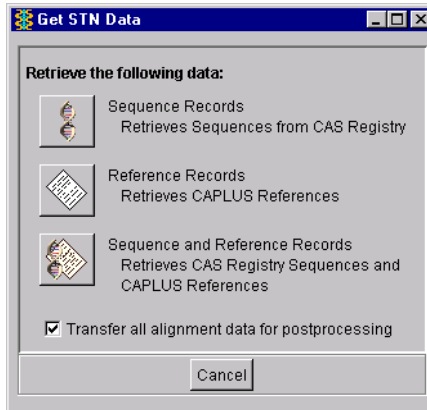 Get STN Data
Retrieve the following data:
Sequence Records
Retrieves Sequences from CAS Registry
Reference Records
Retrieves CAPLUS References
Sequence and Reference Records
Retrieves CAS Registry Sequences and
CAPLUS References
Transfer all alignment data for postprocessing
Cancel